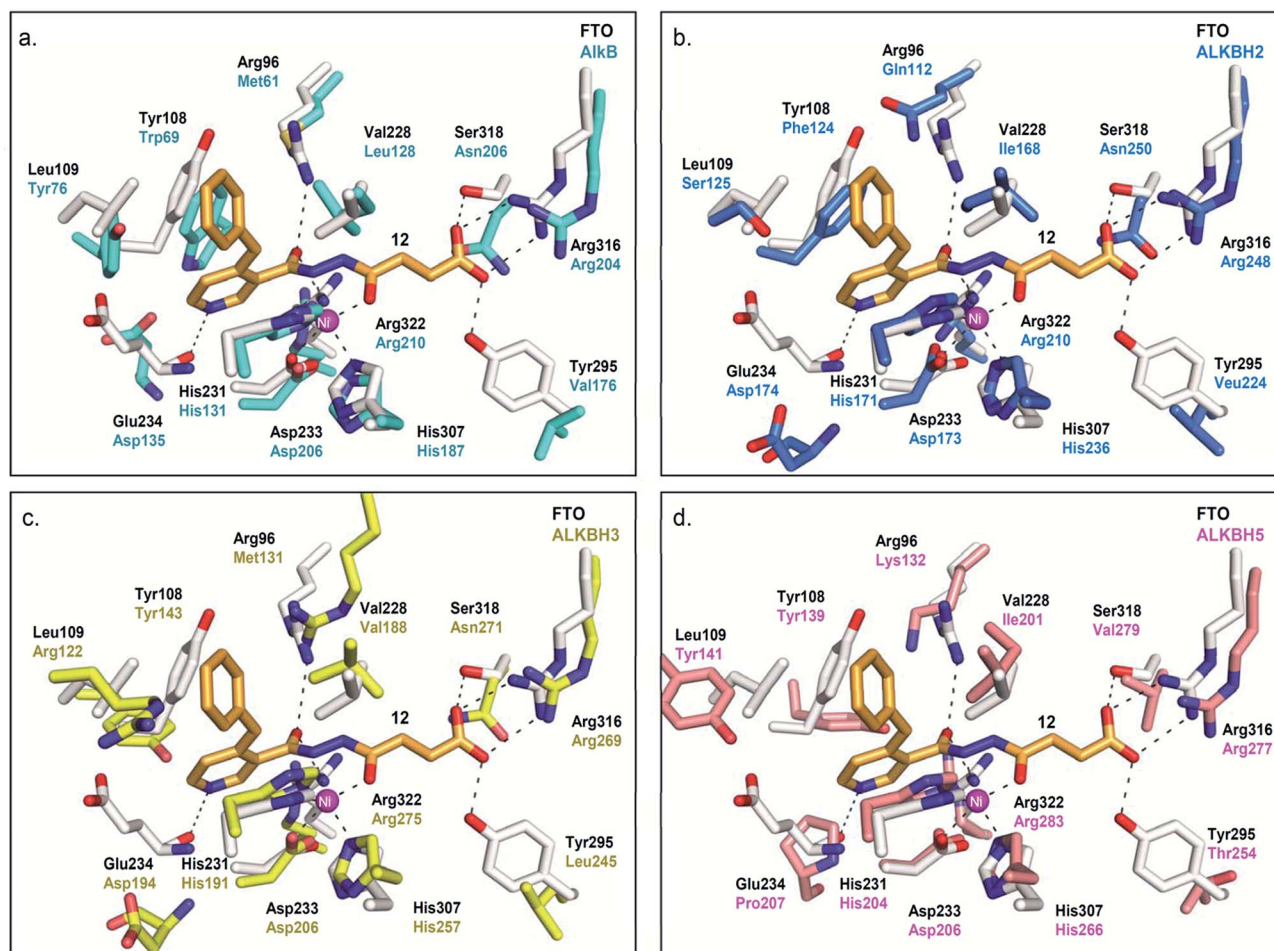 a.
FTO
AlkB
Arg96
Met61
Tyr108
Trp69
Val228
Leu128
Ser318
Asn206
Leu109
Tyr76
12
Arg316
Arg204
Ni
Arg322
Arg210
Glu234
Asp135
His231
His131
Asp233
Asp206
His307
His187
Tyr295
Val176
b.
FTO
ALKBH2
Arg96
Gln112
Tyr108
Phe124
Val228
Ile168
Ser318
Asn250
Leu109
Ser125
12
Arg316
Arg248
Ni
Arg322
Arg210
Glu234
Asp174
His231
His171
Asp233
Asp173
His307
His236
Tyr295
Veu224
c.
FTO
ALKBH3
Arg96
Met131
Tyr108
Tyr143
Val228
Val188
Ser318
Asn271
Leu109
Arg122
12
Arg316
Arg269
Ni
Arg322
Arg275
Glu234
Asp194
His231
His191
Asp233
Asp206
His307
His257
Tyr295
Leu245
d.
FTO
ALKBH5
Arg96
Lys132
Tyr108
Tyr139
Val228
Ile201
Ser318
Val279
Leu109
Tyr141
12
Arg316
Arg277
Ni
Arg322
Arg283
Glu234
Pro207
His231
His204
Asp233
Asp206
His307
His266
Tyr295
Thr254